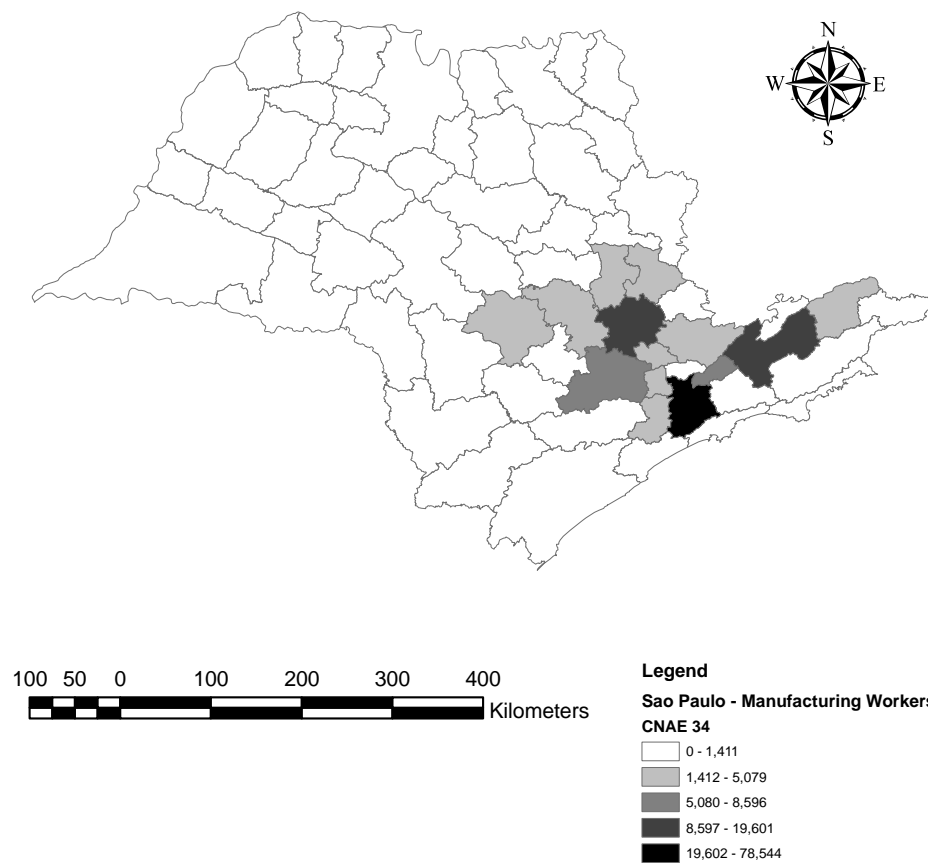 N
W E
S
100 50 0 100 200 300 400
Kilometers
Legend
Sao Paulo - Manufacturing Workers
CNAE 34
0 - 1,411
1,412 - 5,079
5,080 - 8,596
8,597 - 19,601
19,602 - 78,544